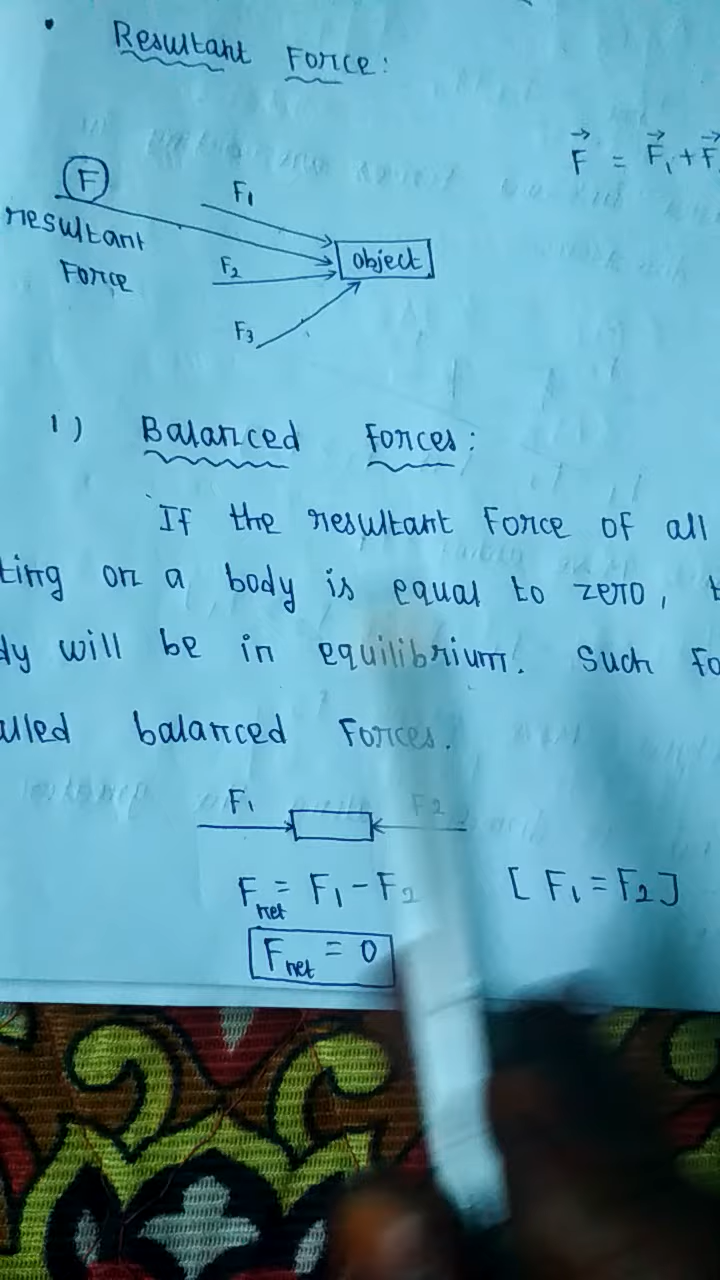 Resultant Force:
F⃗ = F⃗₁ + F⃗
F
resultant
Force
F₁
F₂
F₃
object
1) Balanced Forces:
If the resultant Force of all
ting on a body is equal to zero,
dy will be in equilibrium. Such Fo
lled balanced Forces.
F₁ F₂
Fnet = F₁ - F₂ [F₁ = F₂]
Fnet = 0